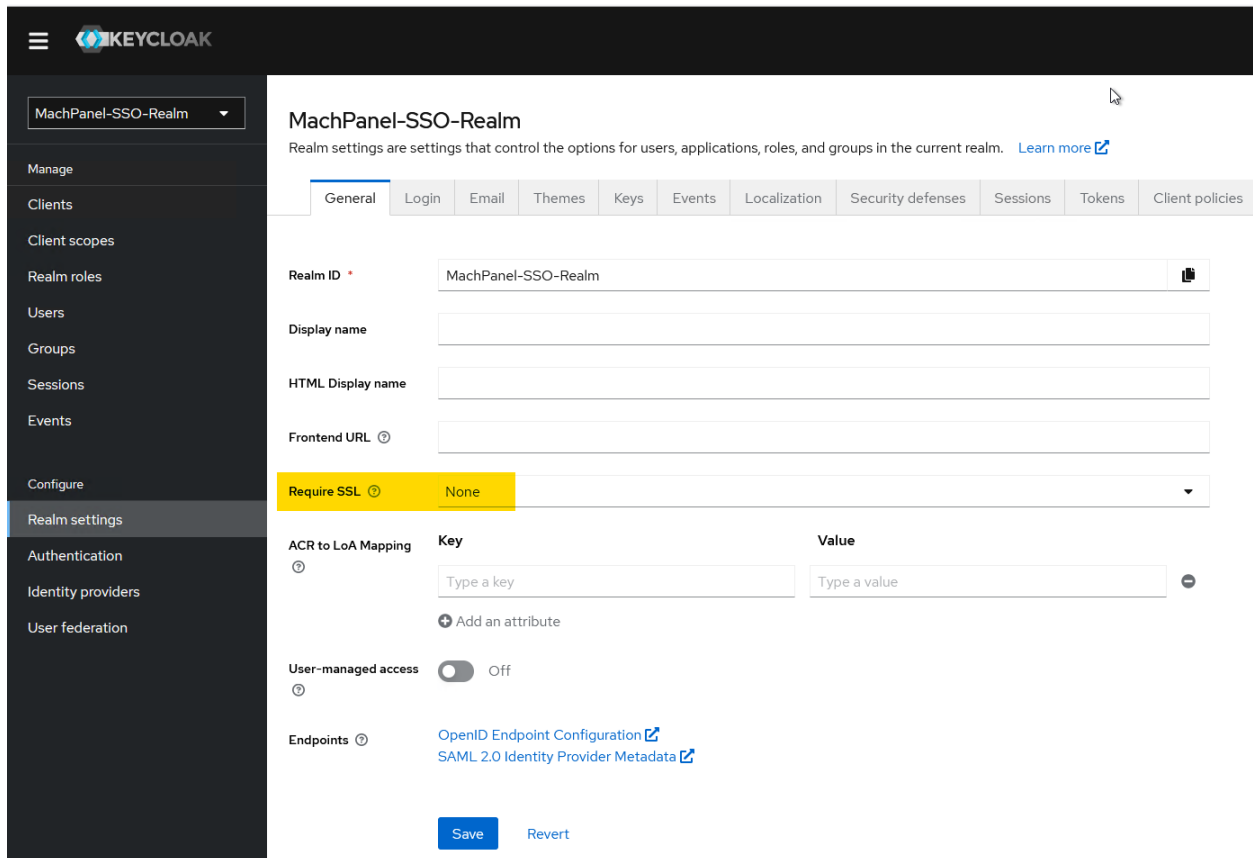 KEYCLOAK
MachPanel-SSO-Realm
Manage
Clients
Client scopes
Realm roles
Users
Groups
Sessions
Events
Configure
Realm settings
Authentication
Identity providers
User federation
MachPanel-SSO-Realm
Realm settings are settings that control the options for users, applications, roles, and groups in the current realm. Learn more
General Login Email Themes Keys Events Localization Security defenses Sessions Tokens Client policies
Realm ID * MachPanel-SSO-Realm
Display name
HTML Display name
Frontend URL
Require SSL None
ACR to LoA Mapping Key Value
Type a key Type a value
Add an attribute
User-managed access Off
Endpoints OpenID Endpoint Configuration
SAML 2.0 Identity Provider Metadata
Save Revert